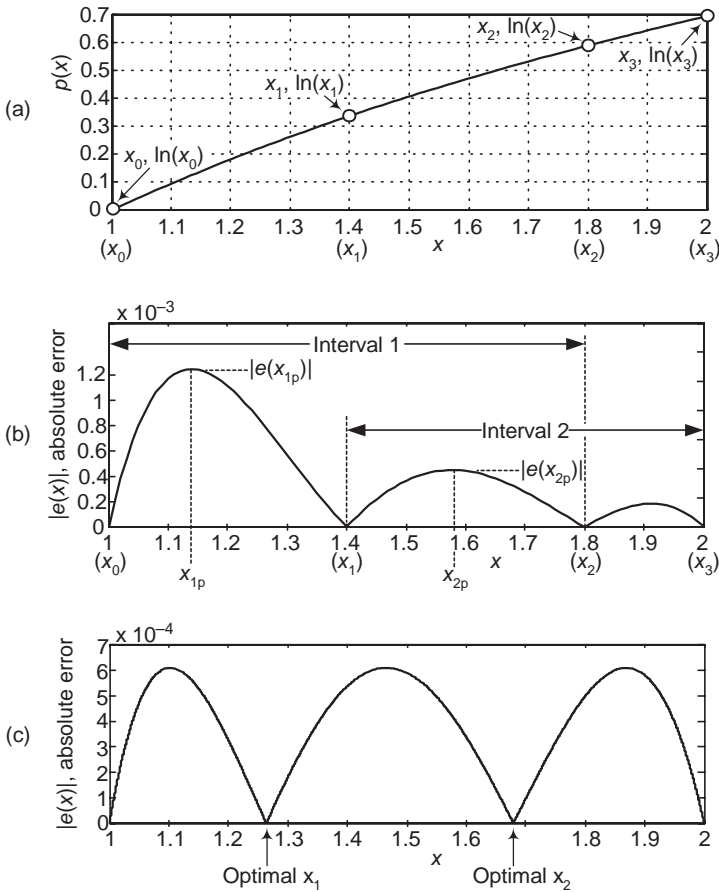 (a)
p(x)
0.7
0.6
0.5
0.4
0.3
0.2
0.1
0
x₂, ln(x₂)
x₃, ln(x₃)
x₁, ln(x₁)
x₀, ln(x₀)
1 1.1 1.2 1.3 1.4 1.5 1.6 1.7 1.8 1.9 2
(x₀) (x₁) x (x₂) (x₃)
(b)
|e(x)|, absolute error
x 10⁻³
1.2
0.8
0.4
0
Interval 1
|e(x₁ₚ)|
Interval 2
|e(x₂ₚ)|
1 1.1 1.2 1.3 1.4 1.5 1.6 1.7 1.8 1.9 2
(x₀) (x₁) x (x₂) (x₃)
x₁ₚ x₂ₚ
(c)
|e(x)|, absolute error
x 10⁻⁴
7
6
5
4
3
2
1
0
1 1.1 1.2 1.3 1.4 1.5 1.6 1.7 1.8 1.9 2
x
Optimal x₁ Optimal x₂